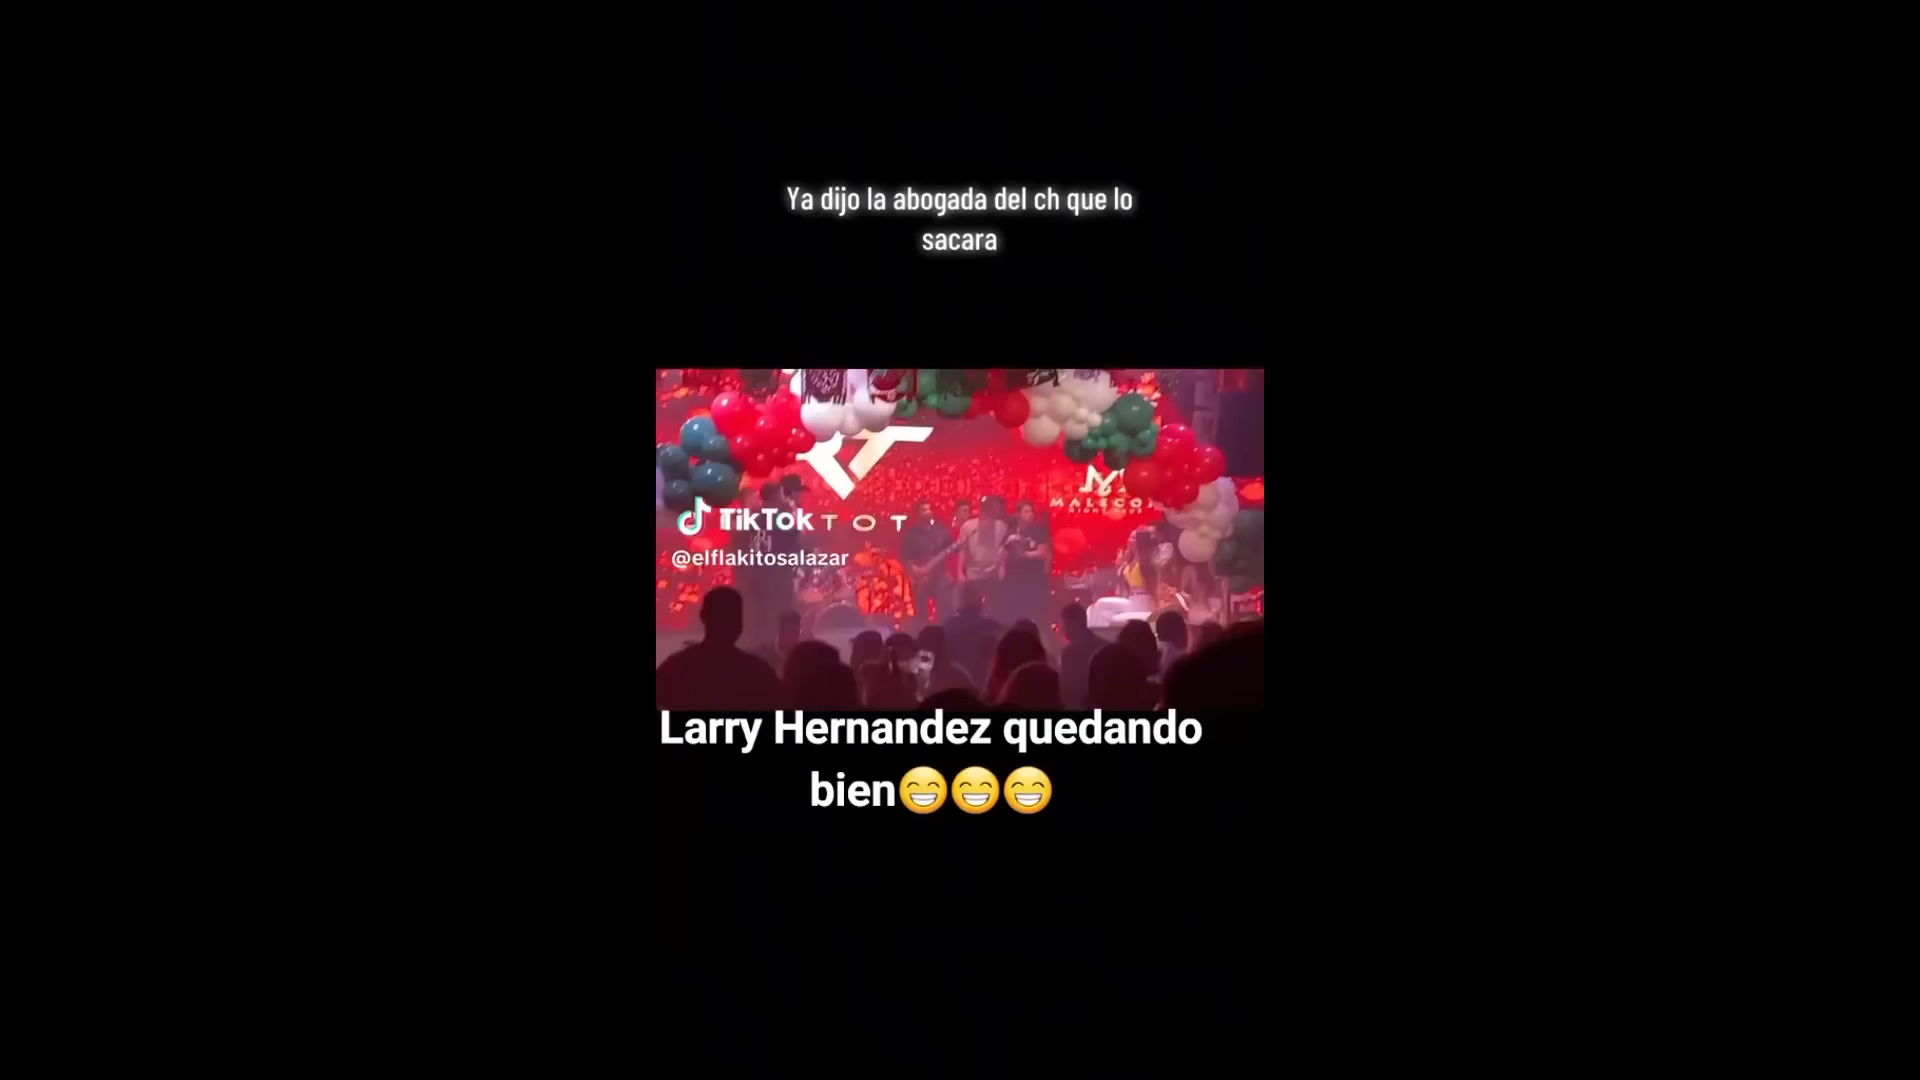 Ya dijo la abogada del ch que lo
sacara
TikTok
T O T
@elflakitosalazar
Larry Hernandez quedando
bien😁😁😁